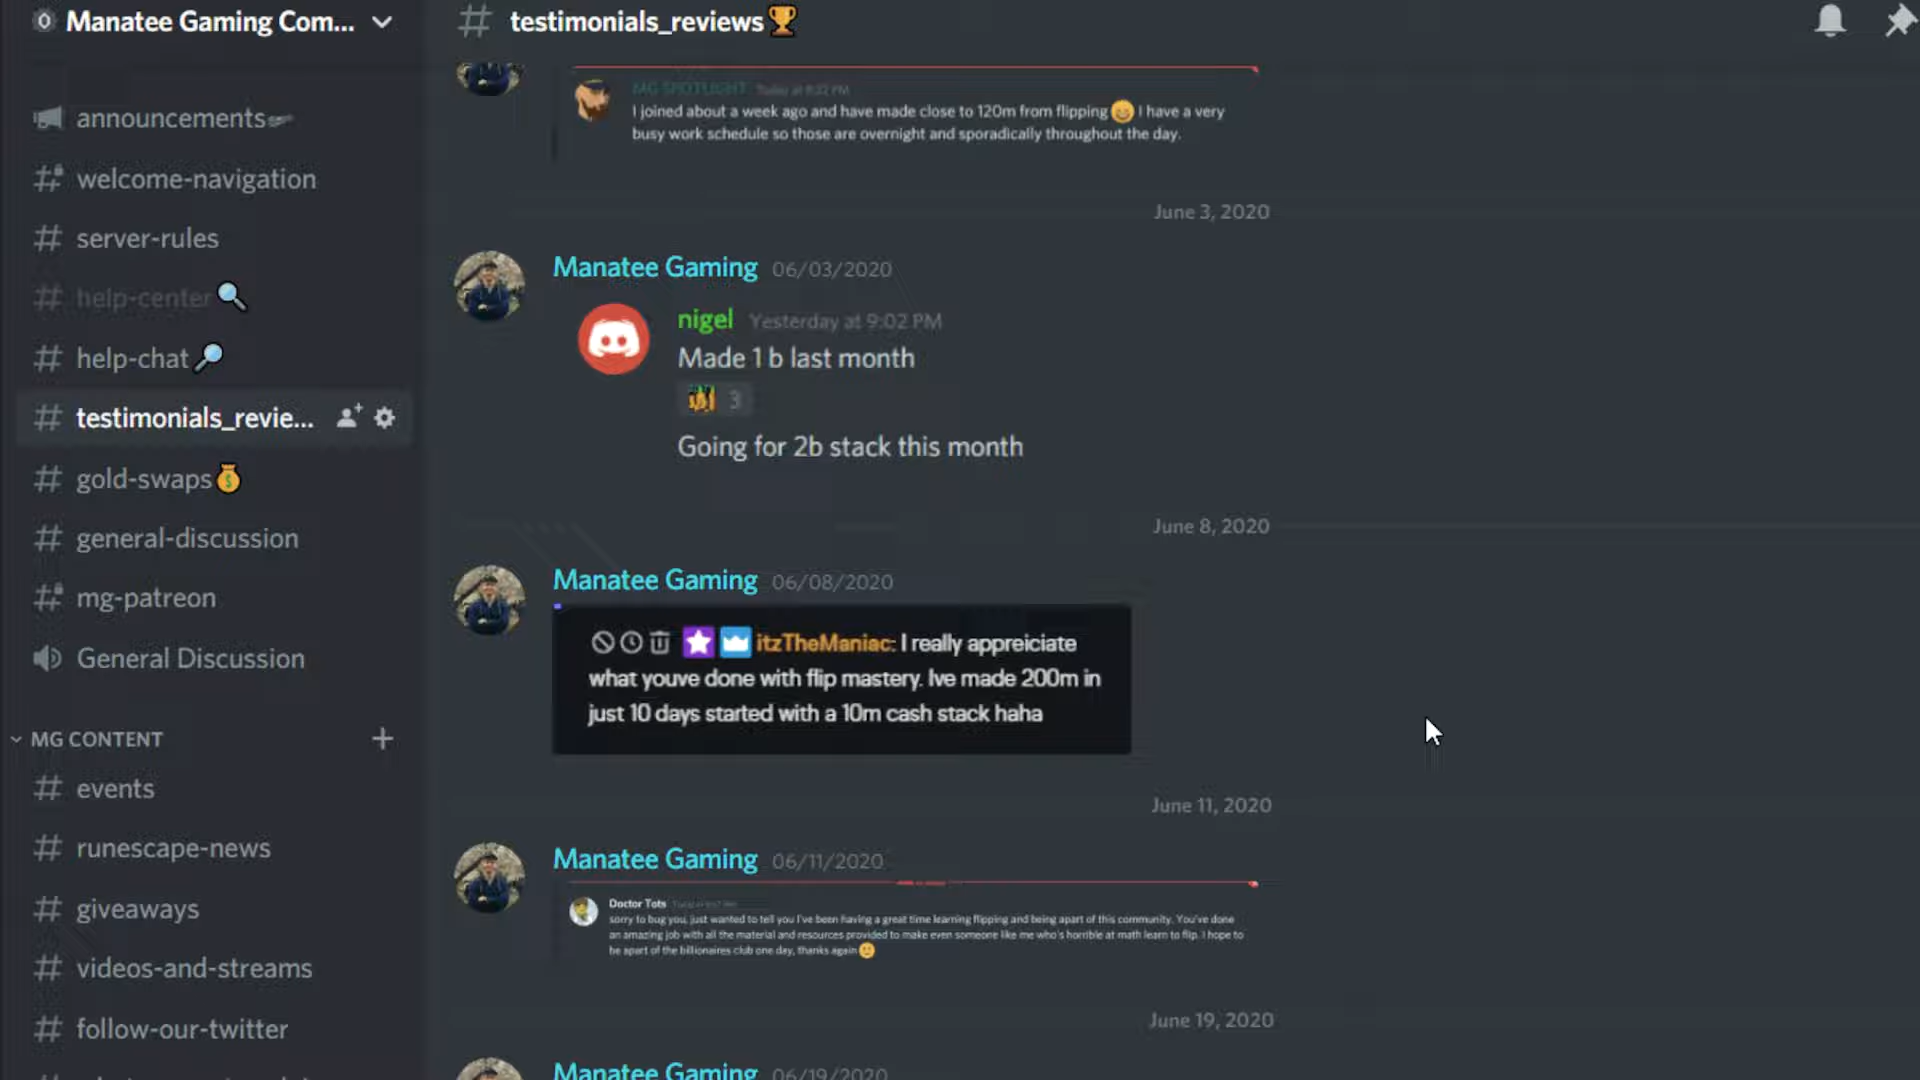 Manatee Gaming Com...
announcements
welcome-navigation
server-rules
help-center
help-chat
testimonials_revie...
gold-swaps
general-discussion
mg-patreon
General Discussion
MG CONTENT
events
runescape-news
giveaways
videos-and-streams
follow-our-twitter
# testimonials_reviews
MG SPOTLIGHT Today at 8:32 PM
I joined about a week ago and have made close to 120m from flipping I have a very
busy work schedule so those are overnight and sporadically throughout the day.
June 3, 2020
Manatee Gaming 06/03/2020
nigel Yesterday at 9:02 PM
Made 1 b last month
3
Going for 2b stack this month
June 8, 2020
Manatee Gaming 06/08/2020
itzTheManiac: I really appreiciate
what youve done with flip mastery. Ive made 200m in
just 10 days started with a 10m cash stack haha
June 11, 2020
Manatee Gaming 06/11/2020
Doctor Tots
sorry to bug you, just wanted to tell you I've been having a great time learning flipping and being apart of this community. You've done
an amazing job with all the material and resources provided to make even someone like me who's horrible at math learn to flip. I hope to
be apart of the billionaires club one day, thanks again
June 19, 2020
Manatee Gaming 06/19/2020